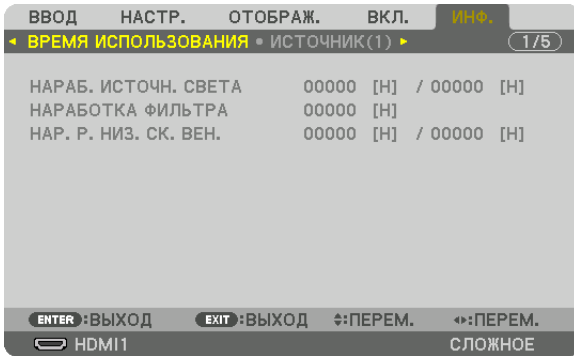 ВВОД НАСТР. ОТОБРАЖ. ВКЛ. ИНФ.
ВРЕМЯ ИСПОЛЬЗОВАНИЯ • ИСТОЧНИК(1) 1/5
НАРАБ. ИСТОЧН. СВЕТА 00000 [H] / 00000 [H]
НАРАБОТКА ФИЛЬТРА 00000 [H]
НАР. Р. НИЗ. СК. ВЕН. 00000 [H] / 00000 [H]
ENTER :ВЫХОД EXIT :ВЫХОД :ПЕРЕМ. :ПЕРЕМ.
HDMI1 СЛОЖНОЕ